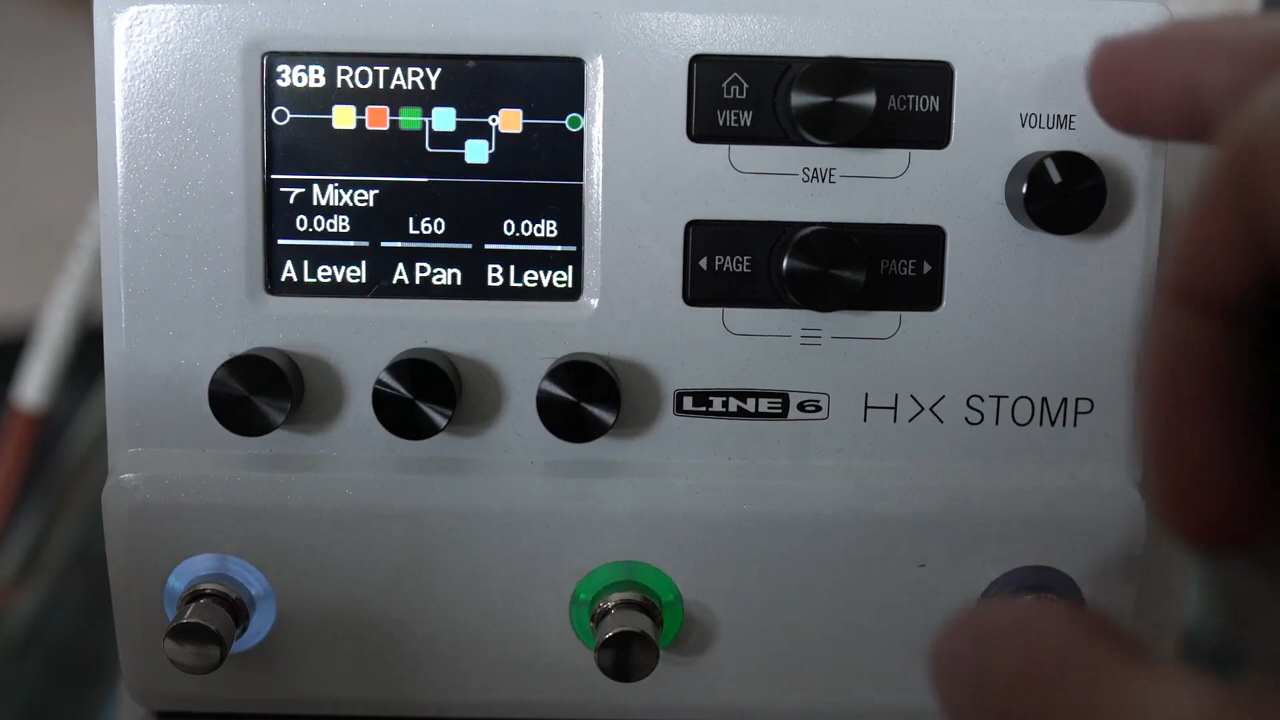 36B ROTARY
Mixer
0.0dB L60 0.0dB
A Level A Pan B Level
VIEW ACTION
SAVE
PAGE PAGE
VOLUME
LINE 6 HX STOMP